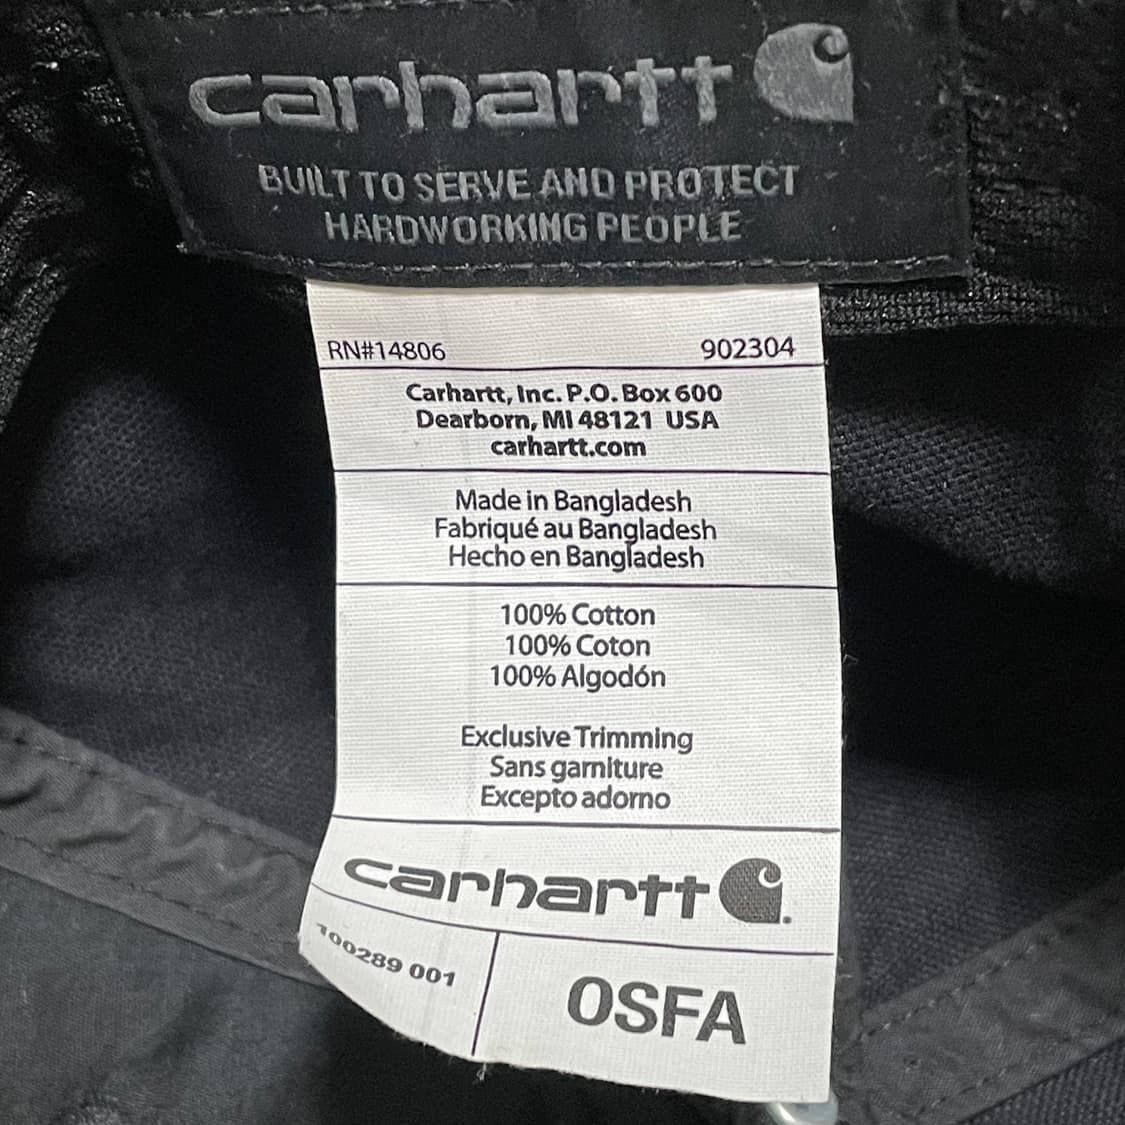 carhartt
BUILT TO SERVE AND PROTECT
HARDWORKING PEOPLE
RN#14806 902304
Carhartt, Inc. P.O. Box 600
Dearborn, MI 48121 USA
carhartt.com
Made in Bangladesh
Fabriqué au Bangladesh
Hecho en Bangladesh
100% Cotton
100% Coton
100% Algodón
Exclusive Trimming
Sans garniture
Excepto adorno
carhartt
100289 001
OSFA